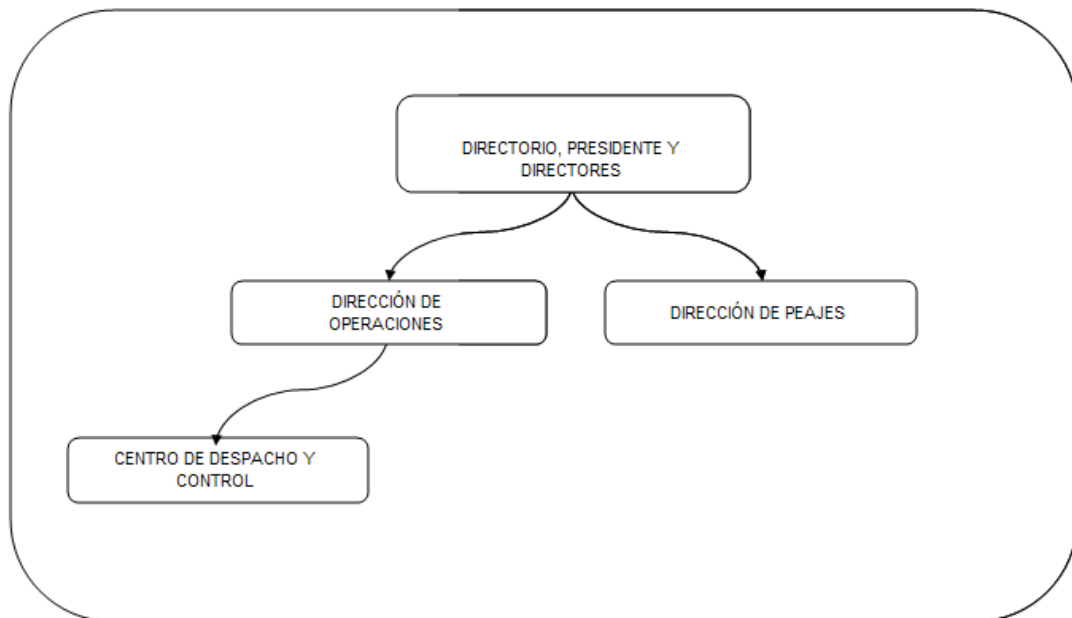 DIRECTORIO, PRESIDENTE Y
DIRECTORES
DIRECCIÓN DE
OPERACIONES
DIRECCIÓN DE PEAJES
CENTRO DE DESPACHO Y
CONTROL